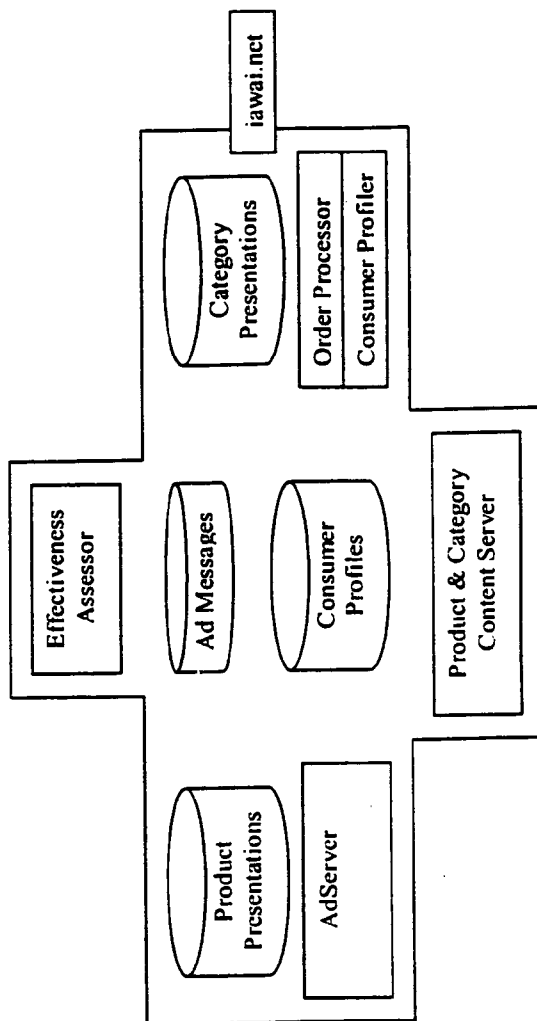 Effectiveness
Assessor
Product
Presentations
Ad Messages
Category
Presentations
iawai.net
AdServer
Consumer
Profiles
Order Processor
Consumer Profiler
Product & Category
Content Server